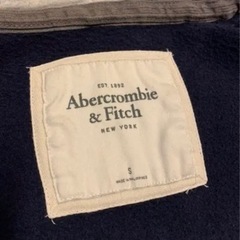 EST 1892
Abercrombie
& Fitch
NEW YORK
S